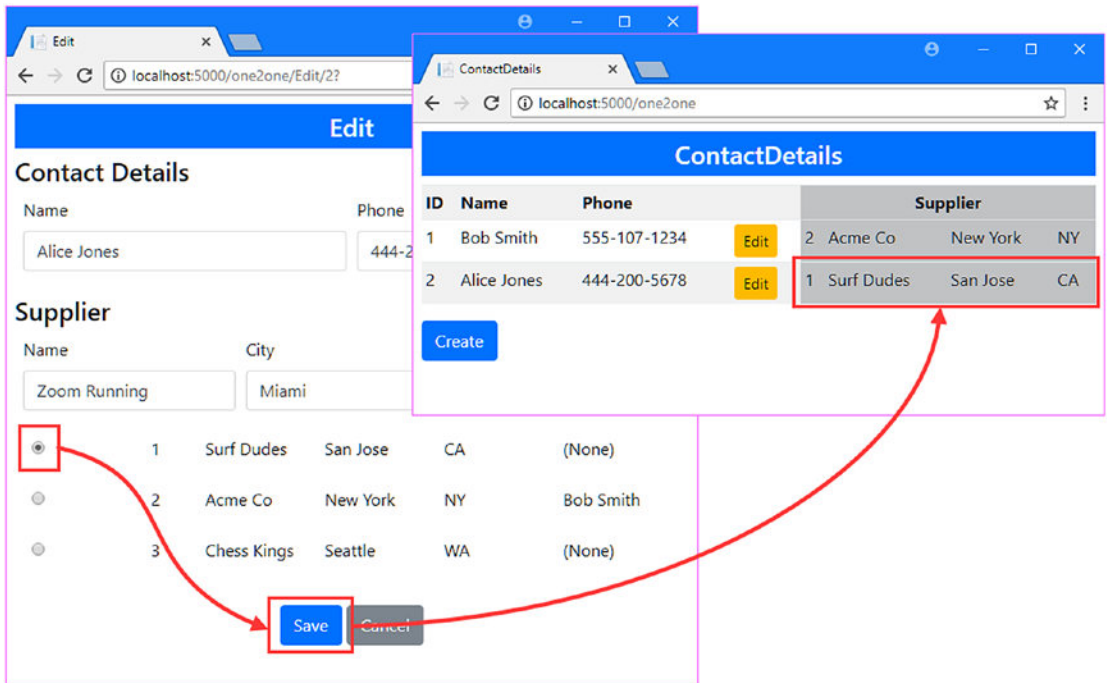 Edit
localhost:5000/one2one/Edit/2?
Edit
Contact Details
Name Phone
Alice Jones 444-2
Supplier
Name City
Zoom Running Miami
1 Surf Dudes San Jose CA (None)
2 Acme Co New York NY Bob Smith
3 Chess Kings Seattle WA (None)
Save Cancel
ContactDetails
localhost:5000/one2one
ContactDetails
ID Name Phone Supplier
1 Bob Smith 555-107-1234 Edit 2 Acme Co New York NY
2 Alice Jones 444-200-5678 Edit 1 Surf Dudes San Jose CA
Create